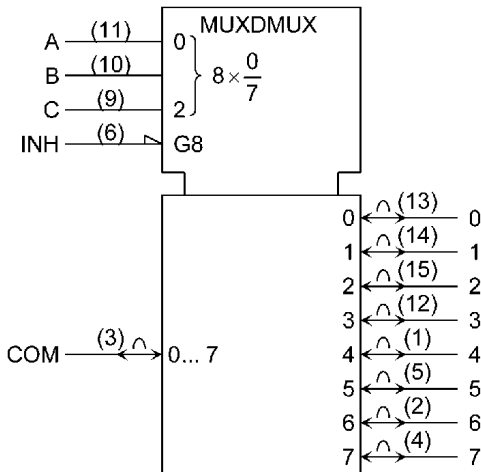 MUXDMUX
A (11) 0
B (10) 8 × 0/7
C (9) 2
INH (6) G8
0 ∩ (13) 0
1 ∩ (14) 1
2 ∩ (15) 2
3 ∩ (12) 3
COM (3) ∩ 0... 7 4 ∩ (1) 4
5 ∩ (5) 5
6 ∩ (2) 6
7 ∩ (4) 7